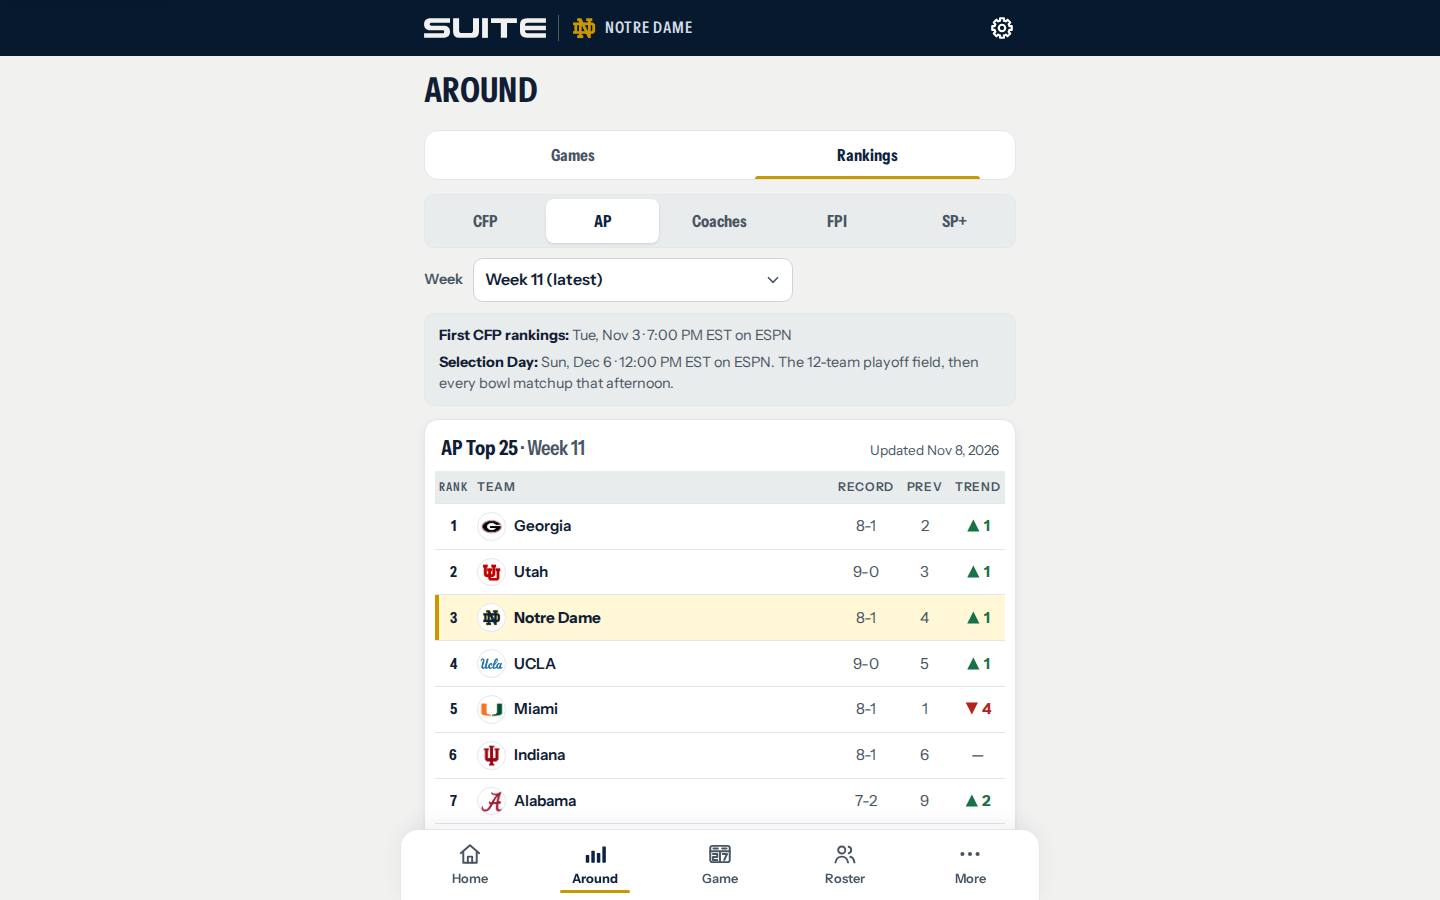 SUITE NOTRE DAME
AROUND
Games Rankings
CFP AP Coaches FPI SP+
Week Week 11 (latest)
First CFP rankings: Tue, Nov 3 · 7:00 PM EST on ESPN
Selection Day: Sun, Dec 6 · 12:00 PM EST on ESPN. The 12-team playoff field, then
every bowl matchup that afternoon.
AP Top 25 · Week 11 Updated Nov 8, 2026
RANK TEAM RECORD PREV TREND
1 Georgia 8-1 2 ▲ 1
2 Utah 9-0 3 ▲ 1
3 Notre Dame 8-1 4 ▲ 1
4 Ucla UCLA 9-0 5 ▲ 1
5 Miami 8-1 1 ▼ 4
6 Indiana 8-1 6 –
7 Alabama 7-2 9 ▲ 2
Home Around Game Roster More